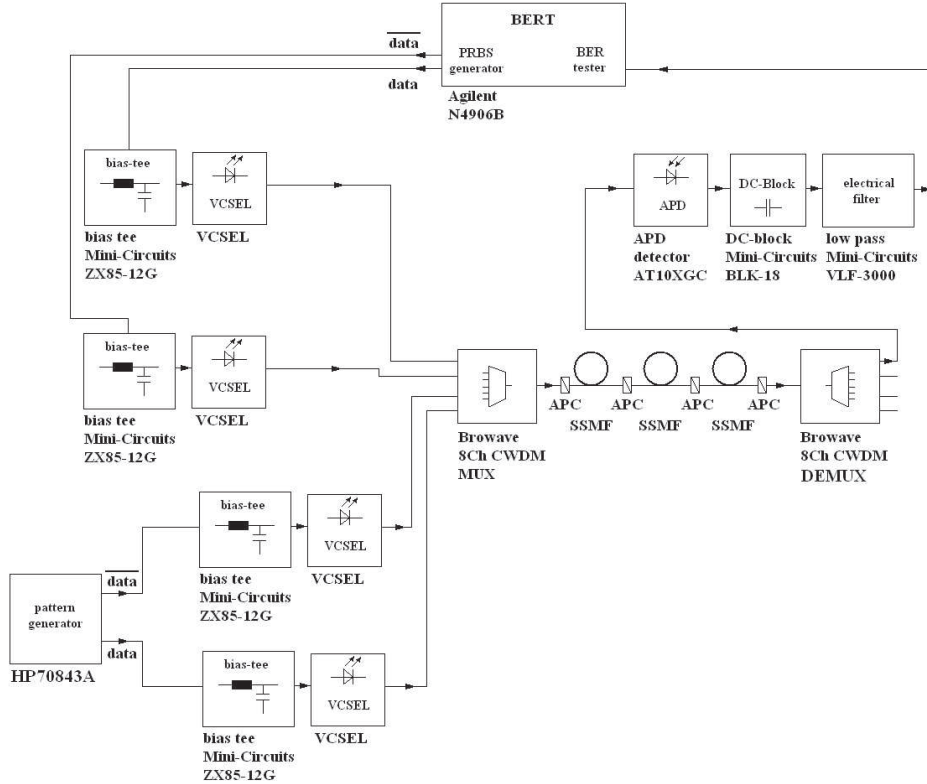 BERT
data
PRBS
generator
BER
tester
data
Agilent
N4906B
bias-tee
VCSEL
bias tee
Mini-Circuits
ZX85-12G
VCSEL
APD
DC-Block
electrical
filter
APD
detector
AT10XGC
DC-block
Mini-Circuits
BLK-18
low pass
Mini-Circuits
VLF-3000
bias-tee
VCSEL
bias tee
Mini-Circuits
ZX85-12G
VCSEL
APC
APC
APC
APC
SSMF
SSMF
SSMF
Browave
8Ch CWDM
MUX
Browave
8Ch CWDM
DEMUX
bias-tee
VCSEL
bias tee
Mini-Circuits
ZX85-12G
VCSEL
data
pattern
generator
data
HP70843A
bias-tee
VCSEL
bias tee
Mini-Circuits
ZX85-12G
VCSEL